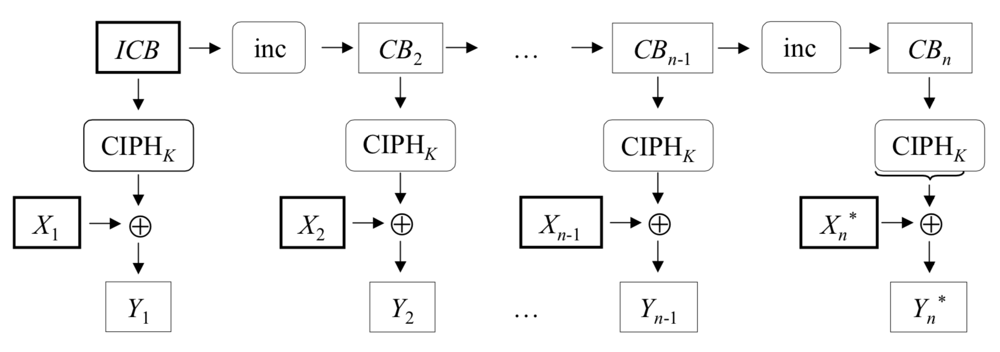 ICB inc CB2 … CBn-1 inc CBn
CIPHK CIPHK CIPHK CIPHK
X1 ⊕ X2 ⊕ Xn-1 ⊕ Xn* ⊕
Y1 Y2 … Yn-1 Yn*